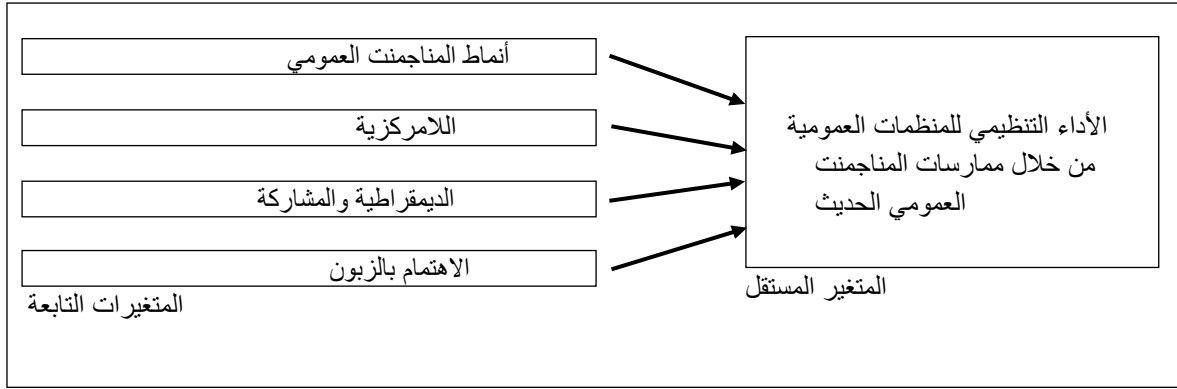 أنماط المناجمنت العمومي
اللامركزية
الديمقراطية والمشاركة
الاهتمام بالزبون
المتغيرات التابعة
الأداء التنظيمي للمنظمات العمومية
من خلال ممارسات المناجمنت
العمومي الحديث
المتغير المستقل